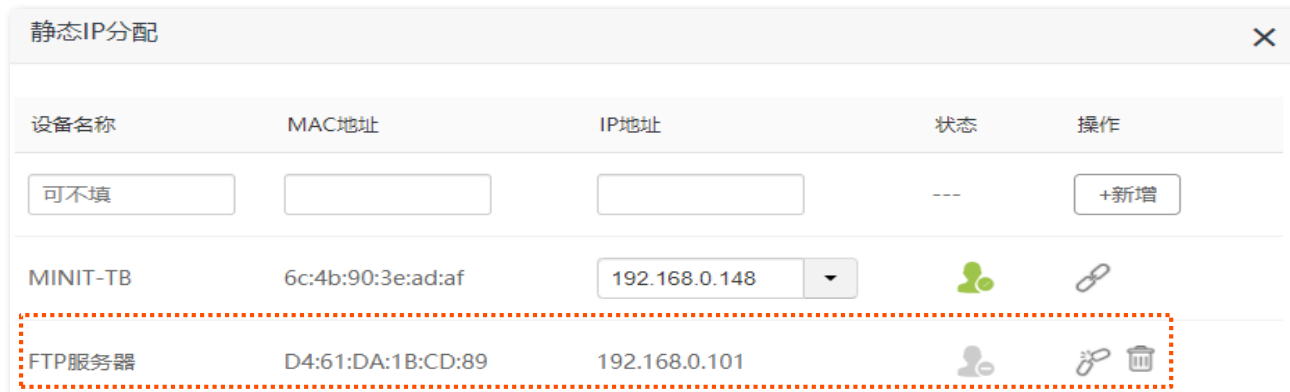 静态IP分配
设备名称 MAC地址 IP地址 状态 操作
可不填 --- +新增
MINIT-TB 6c:4b:90:3e:ad:af 192.168.0.148
FTP服务器 D4:61:DA:1B:CD:89 192.168.0.101